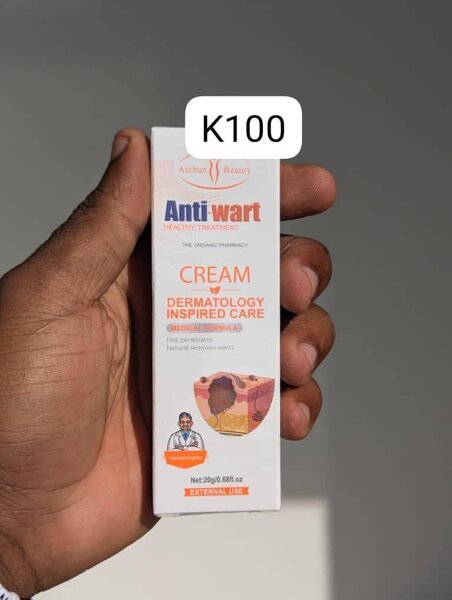 K100
Aichun Beauty
Anti-wart
HEALTHY TREATMENT
THE ORGANIC PHARMACY
CREAM
DERMATOLOGY
INSPIRED CARE
MEDICAL FORMULA
Fast penetrates
Natural removes warts
Dermatologists
Net:20g/0.68fl.oz
EXTERNAL USE